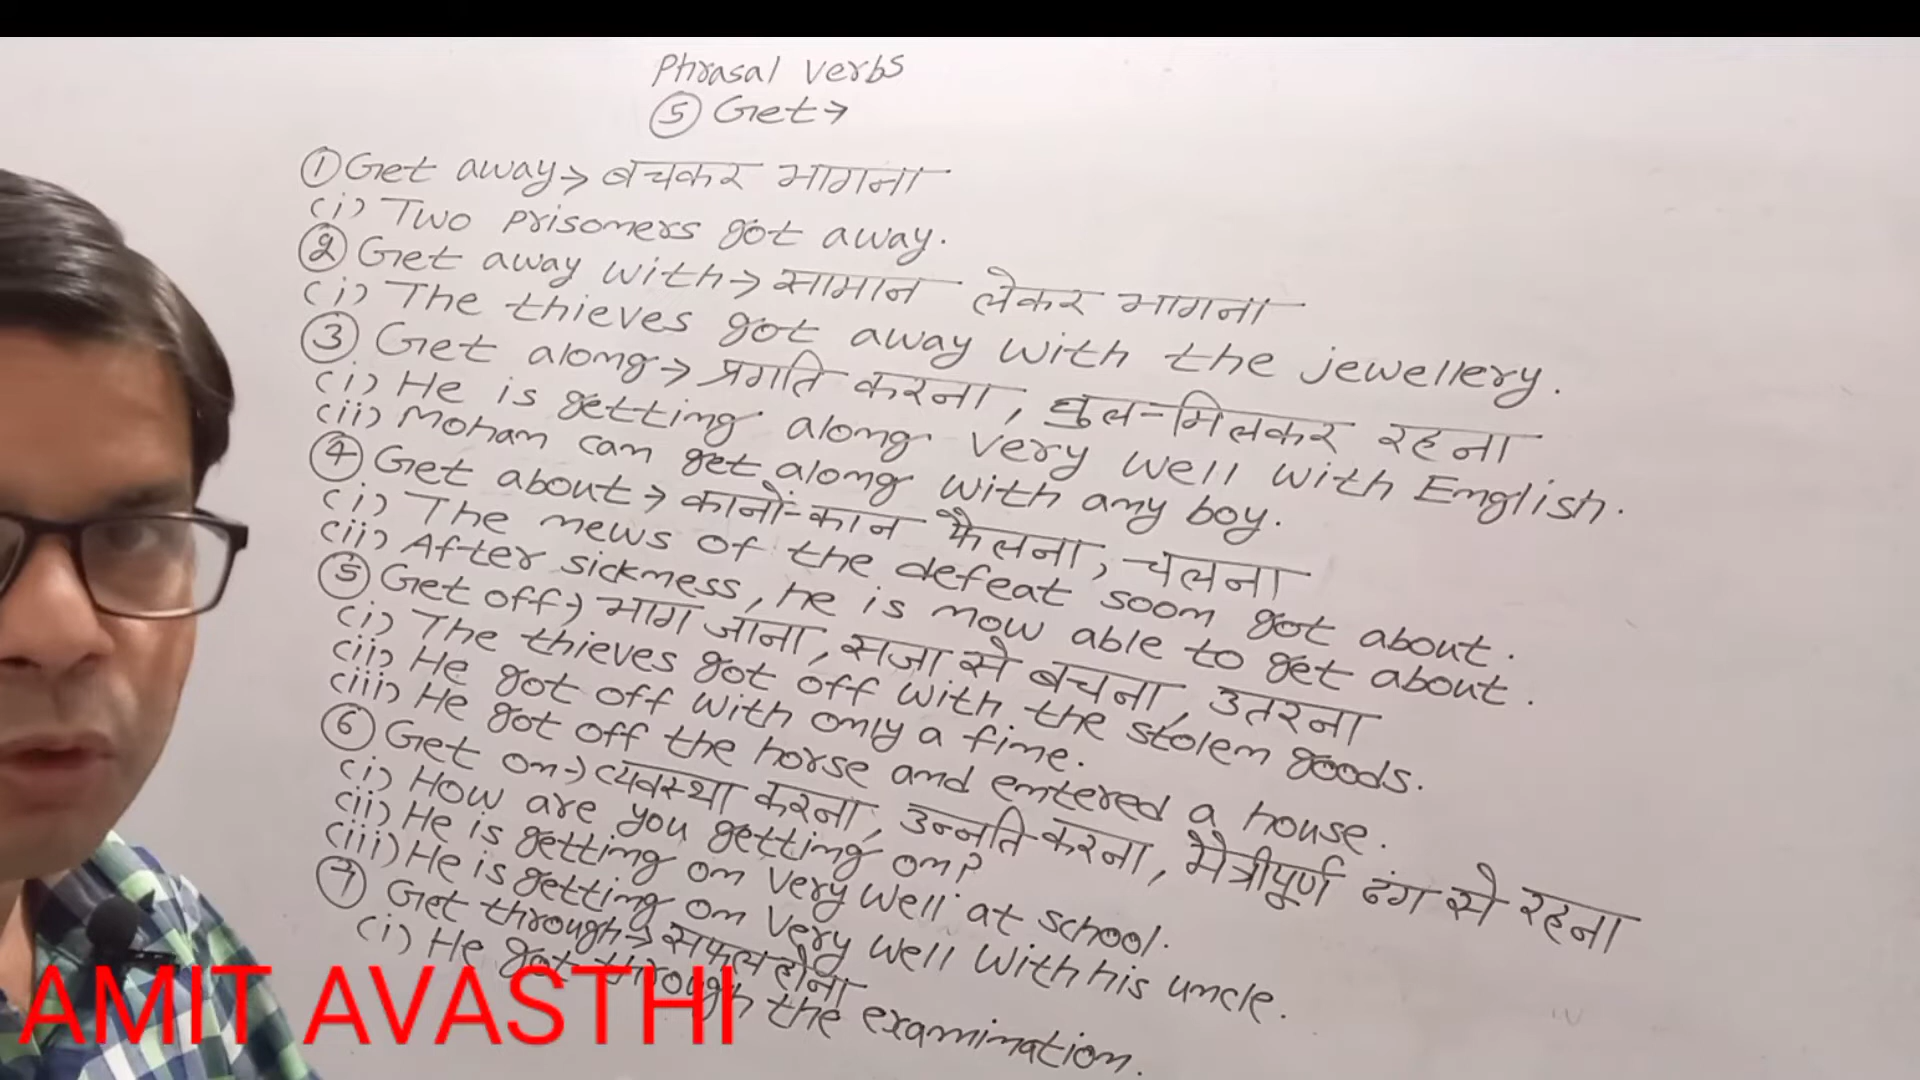 Phrasal verbs
⑤ Get→
① Get away→ बचकर भागना
(i) Two prisoners got away.
② Get away with→ सामान लेकर भागना
(i) The thieves got away with the jewellery.
③ Get along→ प्रगति करना, घुल-मिलकर रहना
(i) He is getting along very well with English.
(ii) Mohan can get along with any boy.
④ Get about→ कानों-कान फैलना, चलना
(i) The news of the defeat soon got about.
(ii) After sickness, he is now able to get about.
⑤ Get off→ भाग जाना, सजा से बचना, उतरना
(i) The thieves got off with the stolen goods.
(ii) He got off with only a fine.
(iii) He got off the horse and entered a house.
⑥ Get on→ व्यवस्था करना, उन्नति करना, मैत्रीपूर्ण ढंग से रहना
(i) How are you getting on?
(ii) He is getting on very well at school.
(iii) He is getting on very well with his uncle.
⑦ Get through→ सफल होना
(i) He got through the examination.
AMIT AVASTHI